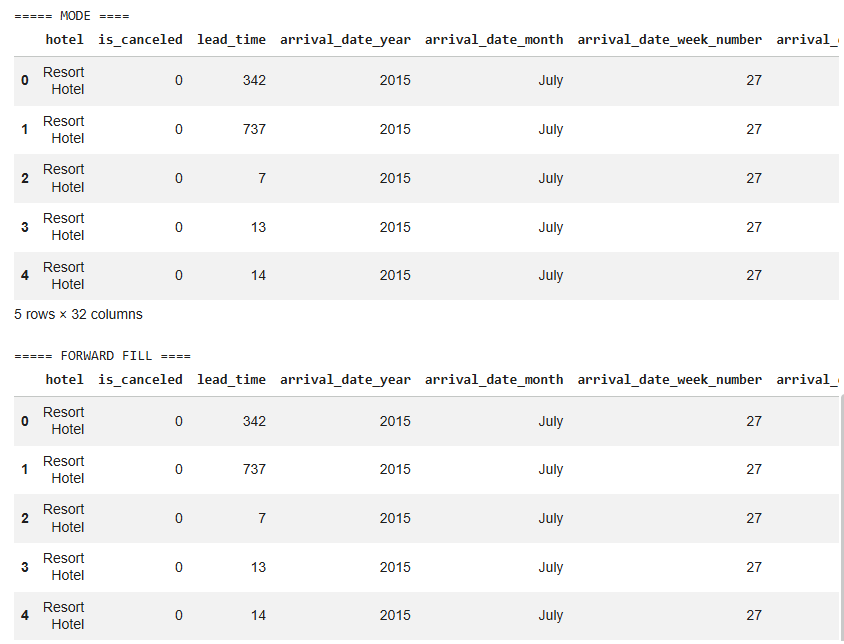 ===== MODE ====
hotel is_canceled lead_time arrival_date_year arrival_date_month arrival_date_week_number arrival_
0 Resort Hotel 0 342 2015 July 27
1 Resort Hotel 0 737 2015 July 27
2 Resort Hotel 0 7 2015 July 27
3 Resort Hotel 0 13 2015 July 27
4 Resort Hotel 0 14 2015 July 27
5 rows × 32 columns
===== FORWARD FILL ====
hotel is_canceled lead_time arrival_date_year arrival_date_month arrival_date_week_number arrival_
0 Resort Hotel 0 342 2015 July 27
1 Resort Hotel 0 737 2015 July 27
2 Resort Hotel 0 7 2015 July 27
3 Resort Hotel 0 13 2015 July 27
4 Resort Hotel 0 14 2015 July 27